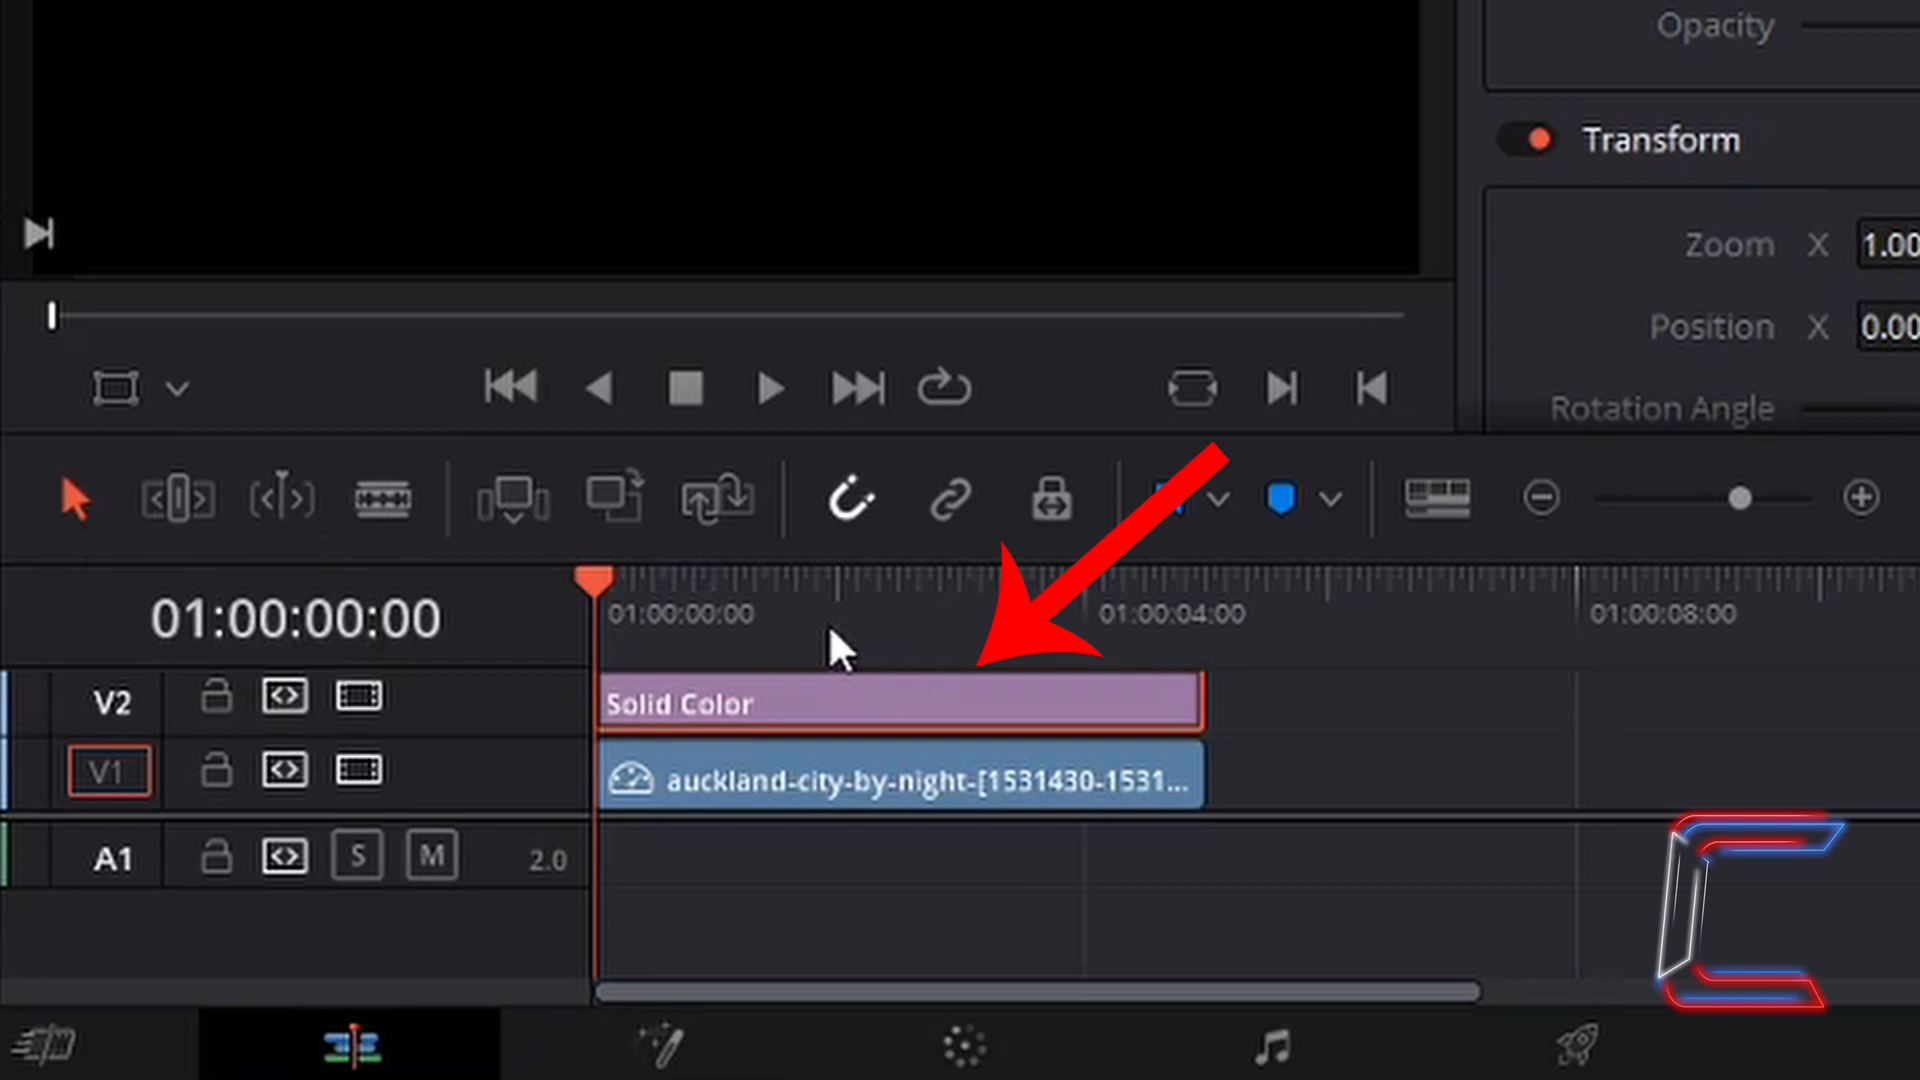 Opacity
Transform
Zoom X 1.00
Position X 0.00
Rotation Angle
01:00:00:00
01:00:00:00
01:00:04:00
01:00:08:00
V2
Solid Color
V1
auckland-city-by-night-[1531430-1531...
A1 S M 2.0